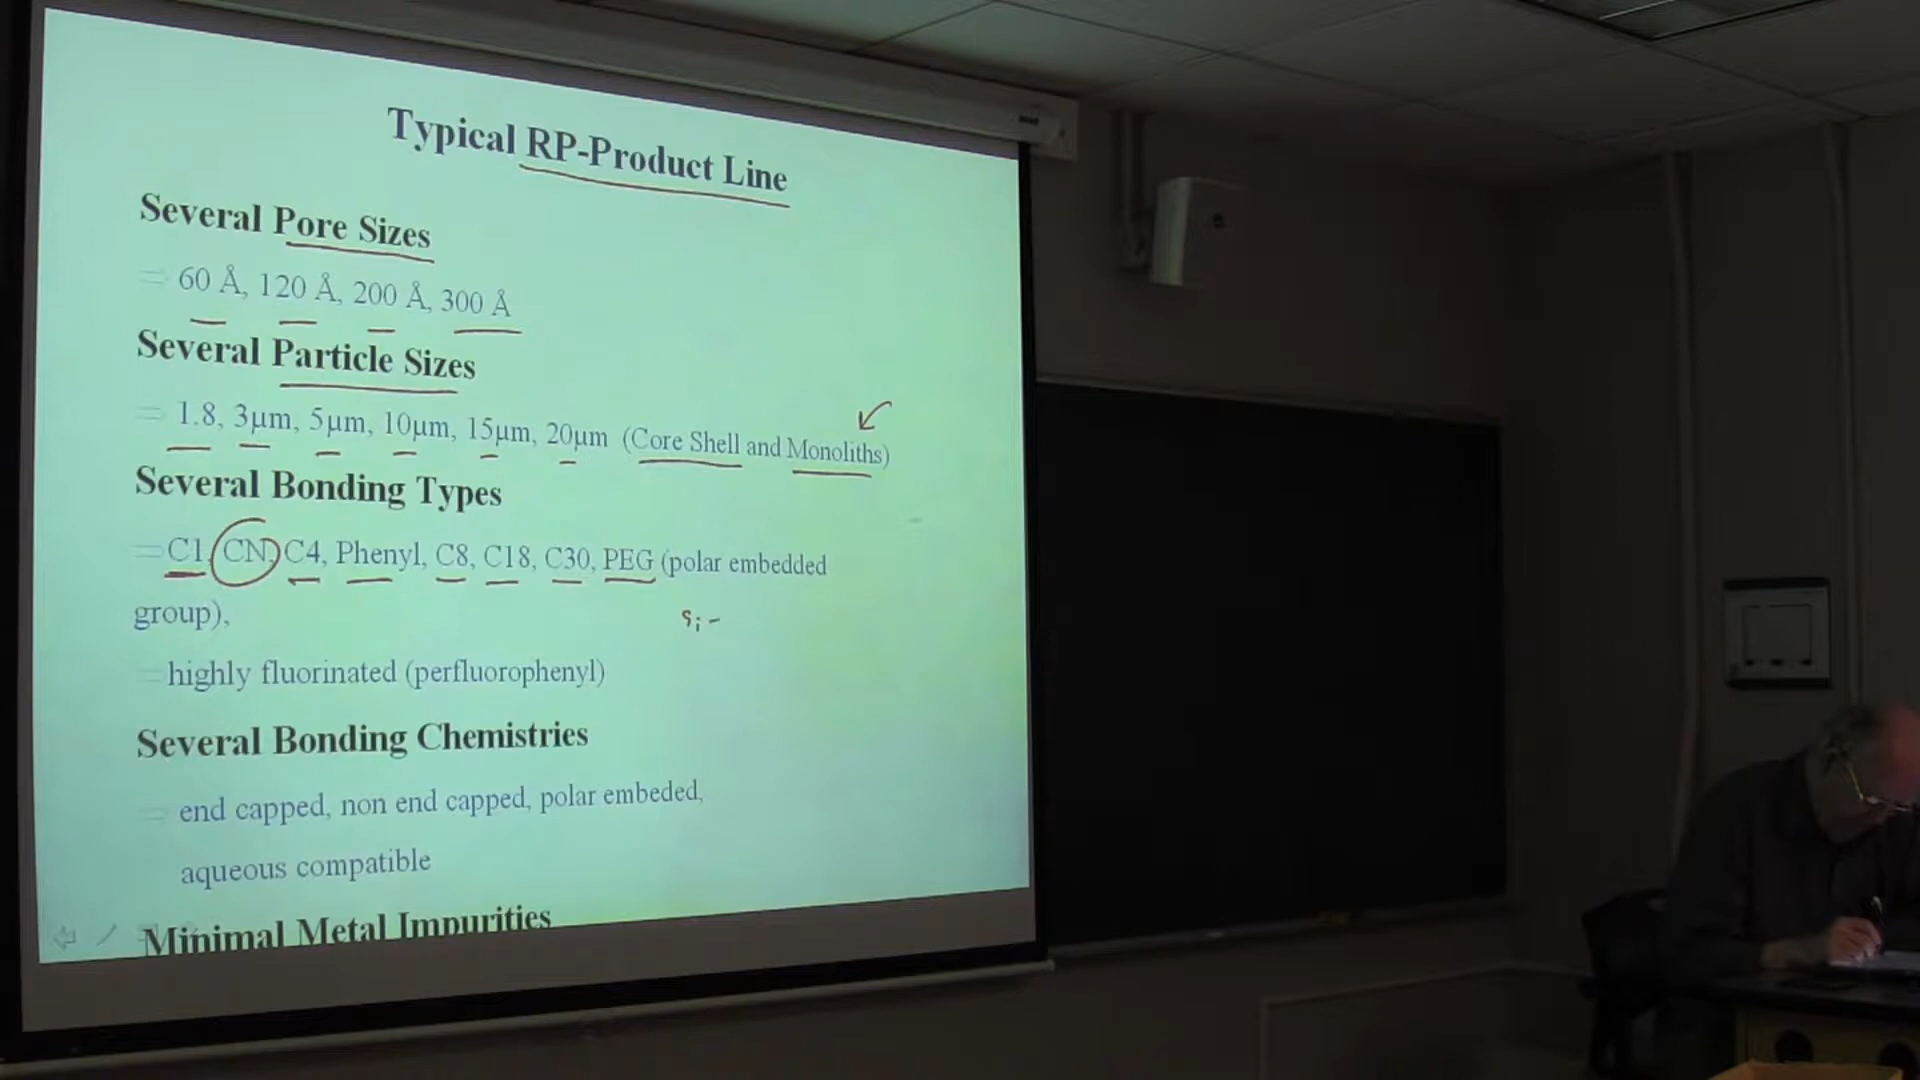 Typical RP-Product Line
Several Pore Sizes
60 Å, 120 Å, 200 Å, 300 Å
Several Particle Sizes
1.8, 3µm, 5µm, 10µm, 15µm, 20µm (Core Shell and Monoliths)
Several Bonding Types
C1, CN, C4, Phenyl, C8, C18, C30, PEG (polar embedded
group),
Si -
highly fluorinated (perfluorophenyl)
Several Bonding Chemistries
end capped, non end capped, polar embeded,
aqueous compatible
Minimal Metal Impurities